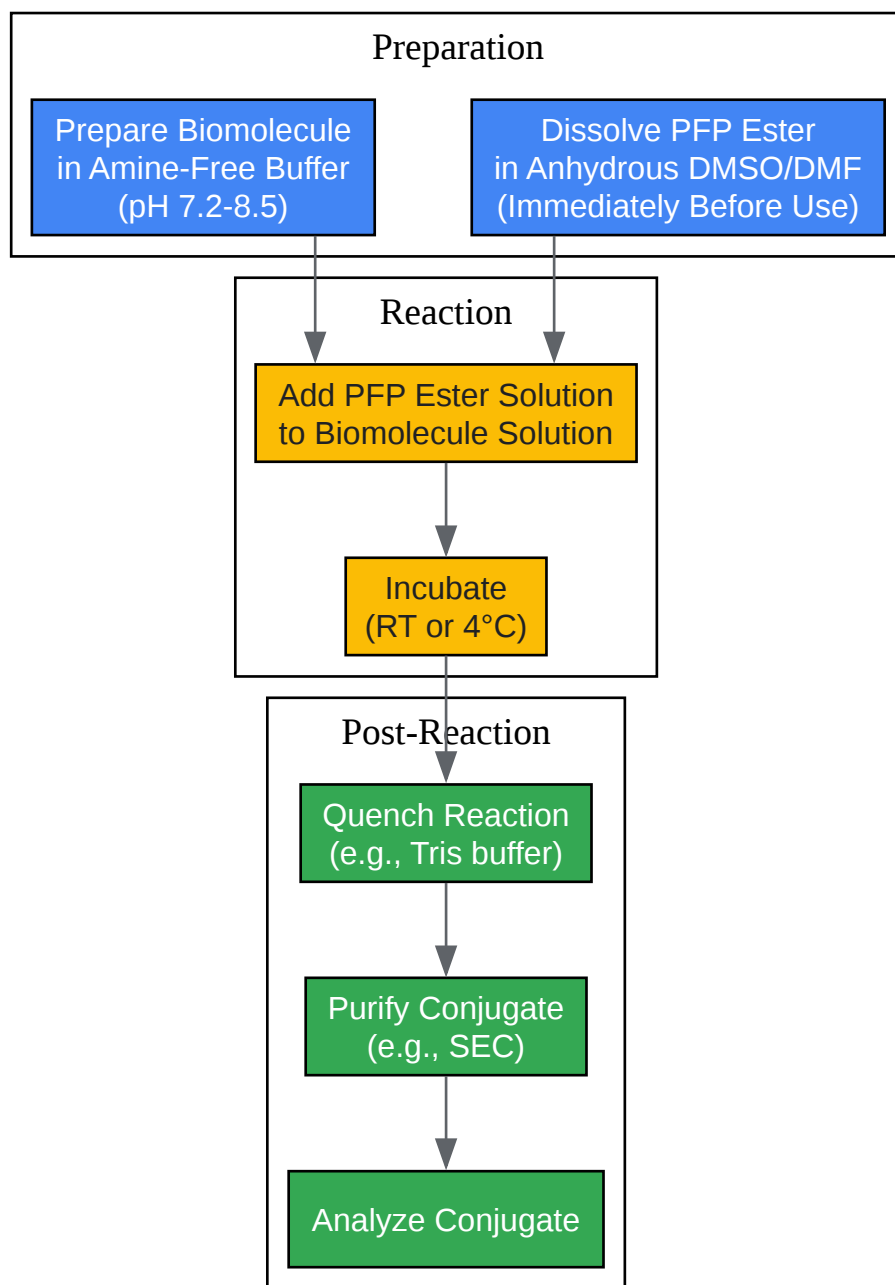 Preparation
Prepare Biomolecule
in Amine-Free Buffer
(pH 7.2-8.5)
Dissolve PFP Ester
in Anhydrous DMSO/DMF
(Immediately Before Use)
Reaction
Add PFP Ester Solution
to Biomolecule Solution
Incubate
(RT or 4°C)
Post-Reaction
Quench Reaction
(e.g., Tris buffer)
Purify Conjugate
(e.g., SEC)
Analyze Conjugate